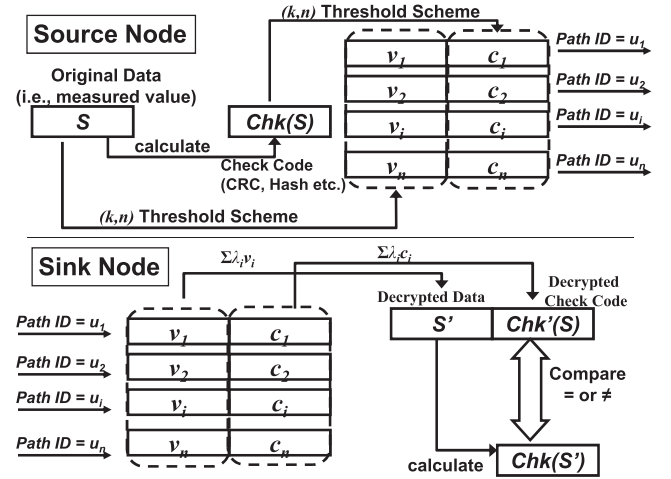 Source Node
(k,n) Threshold Scheme
Original Data
(i.e., measured value)
S
Chk(S)
calculate
Check Code
(CRC, Hash etc.)
(k,n) Threshold Scheme
v1 c1
v2 c2
vi ci
vn cn
Path ID = u1
Path ID = u2
Path ID = ui
Path ID = un
Sink Node
Σλivi
Σλici
Path ID = u1
Path ID = u2
Path ID = ui
Path ID = un
v1 c1
v2 c2
vi ci
vn cn
Decrypted Data
Decrypted
Check Code
S' Chk'(S)
Compare
= or ≠
calculate
Chk(S')